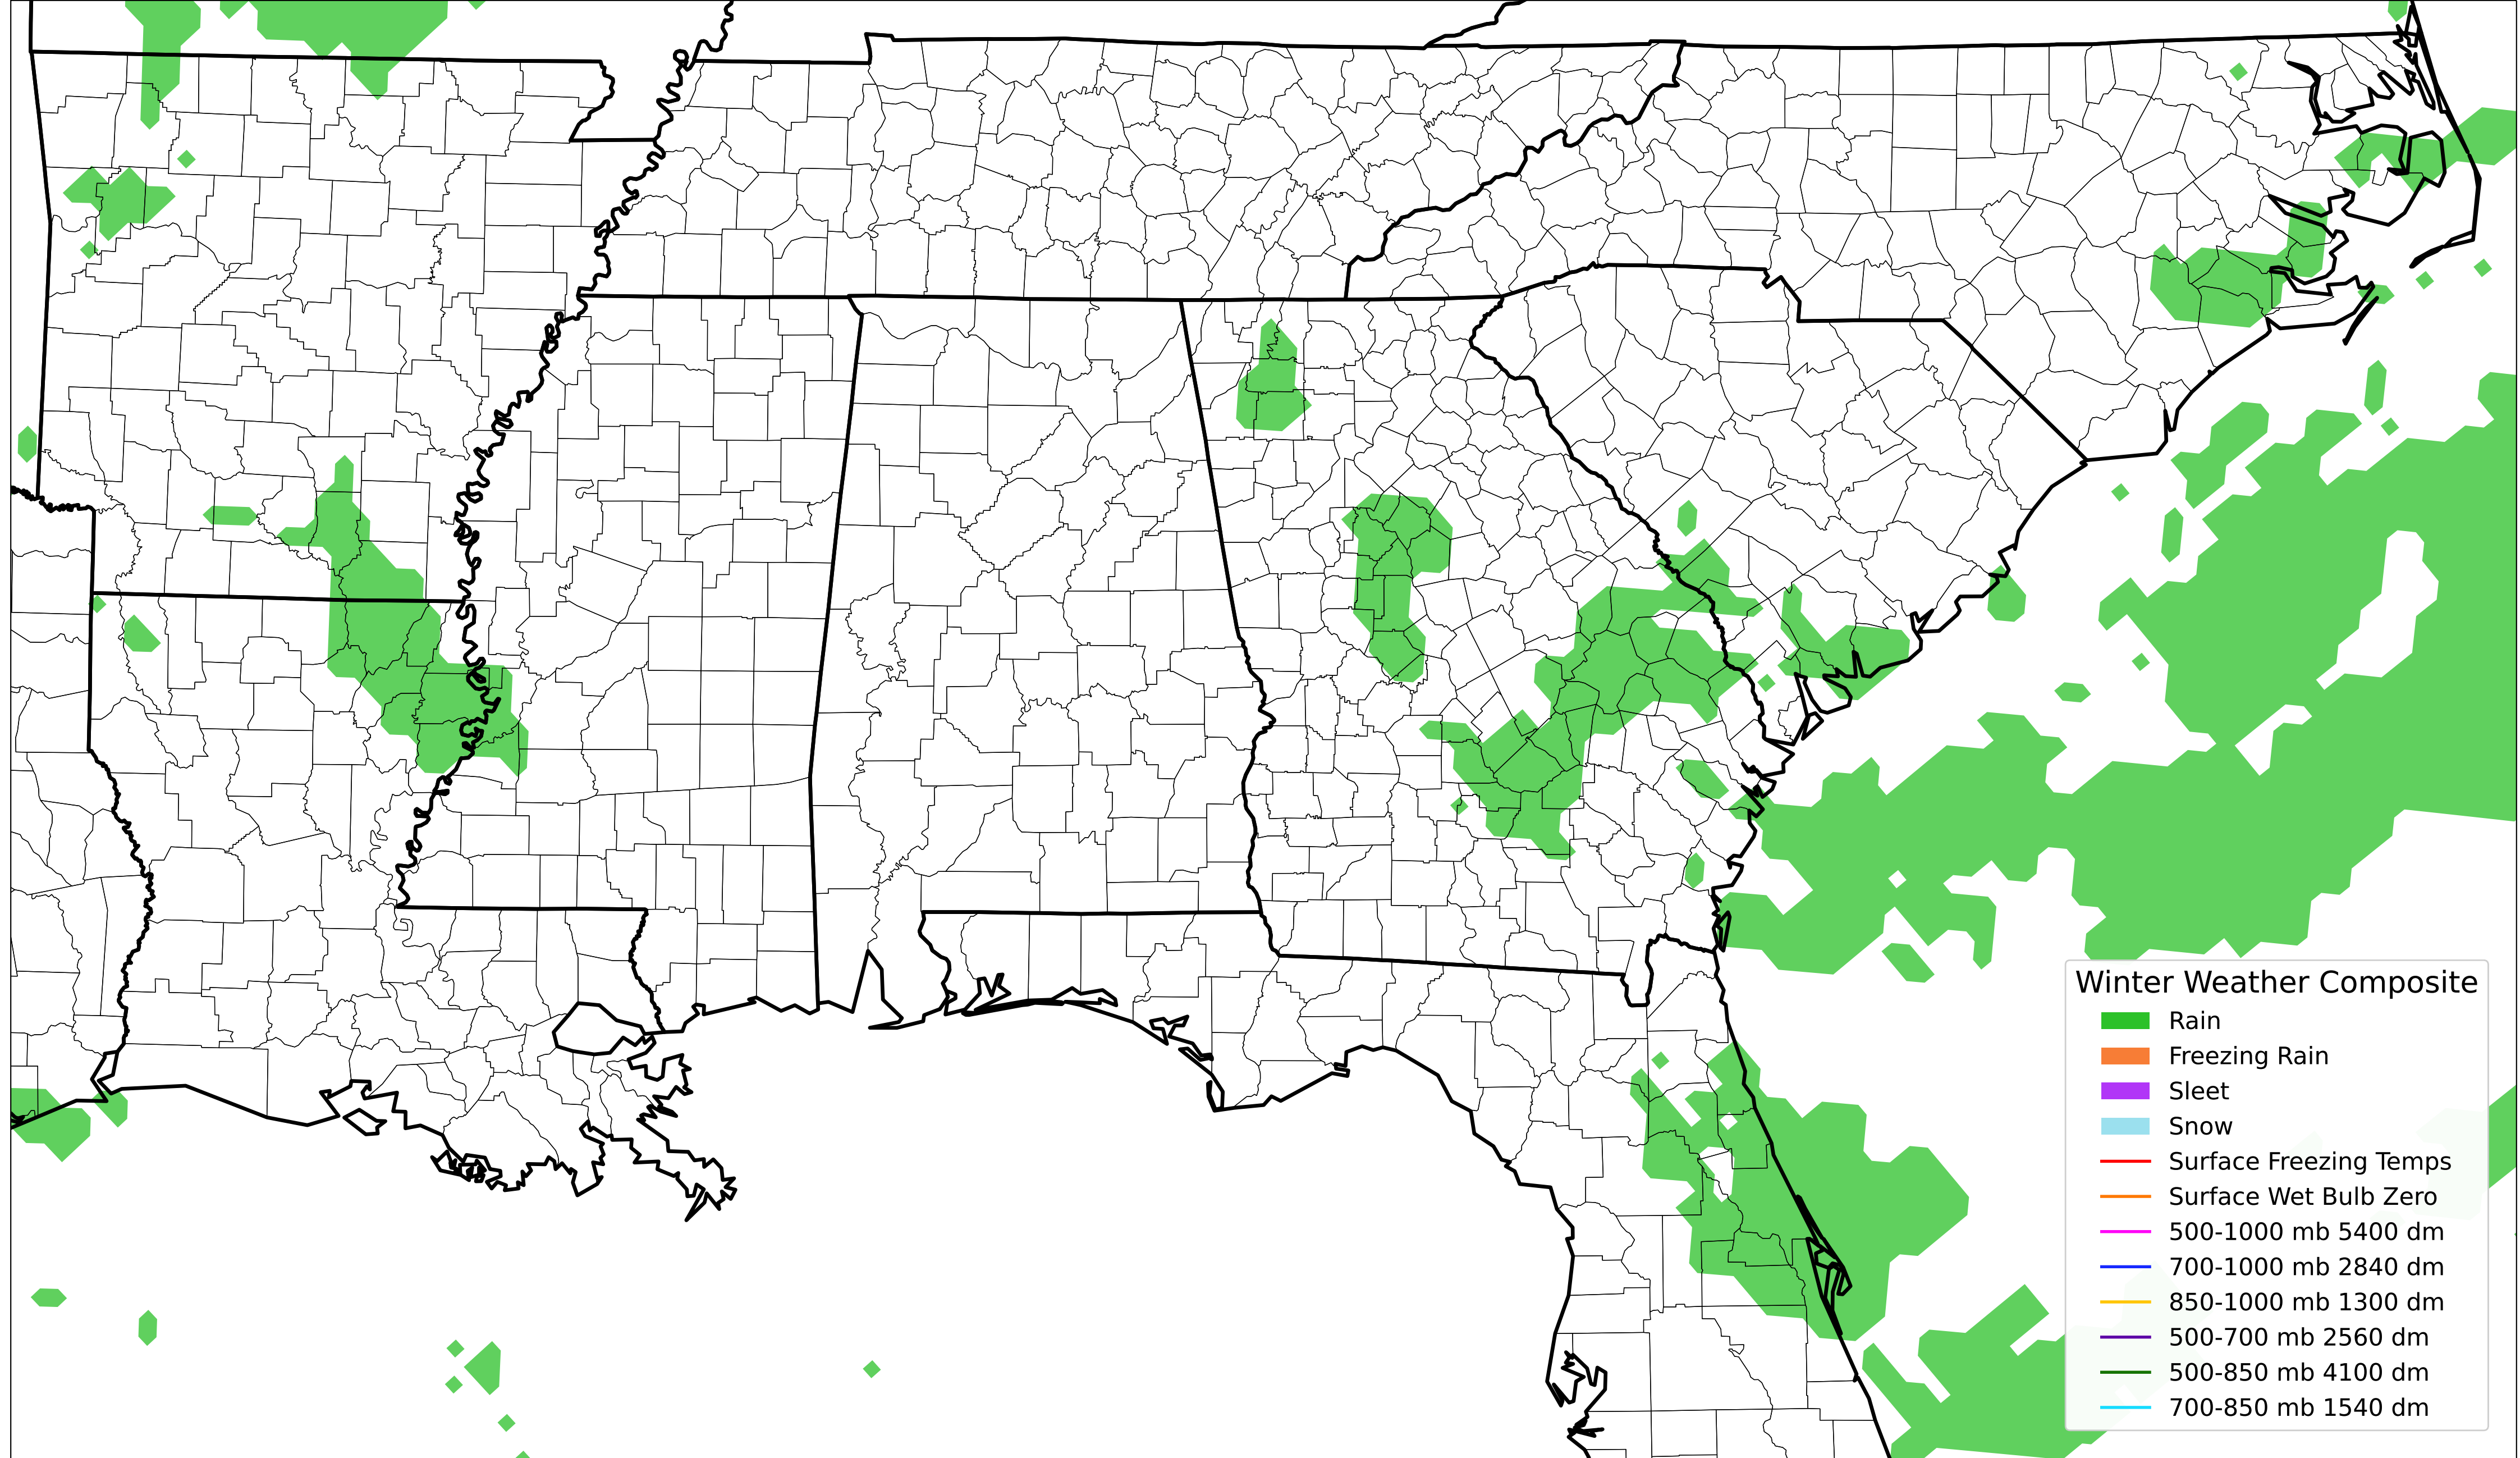 Winter Weather Composite
Rain
Freezing Rain
Sleet
Snow
Surface Freezing Temps
Surface Wet Bulb Zero
500-1000 mb 5400 dm
700-1000 mb 2840 dm
850-1000 mb 1300 dm
500-700 mb 2560 dm
500-850 mb 4100 dm
700-850 mb 1540 dm